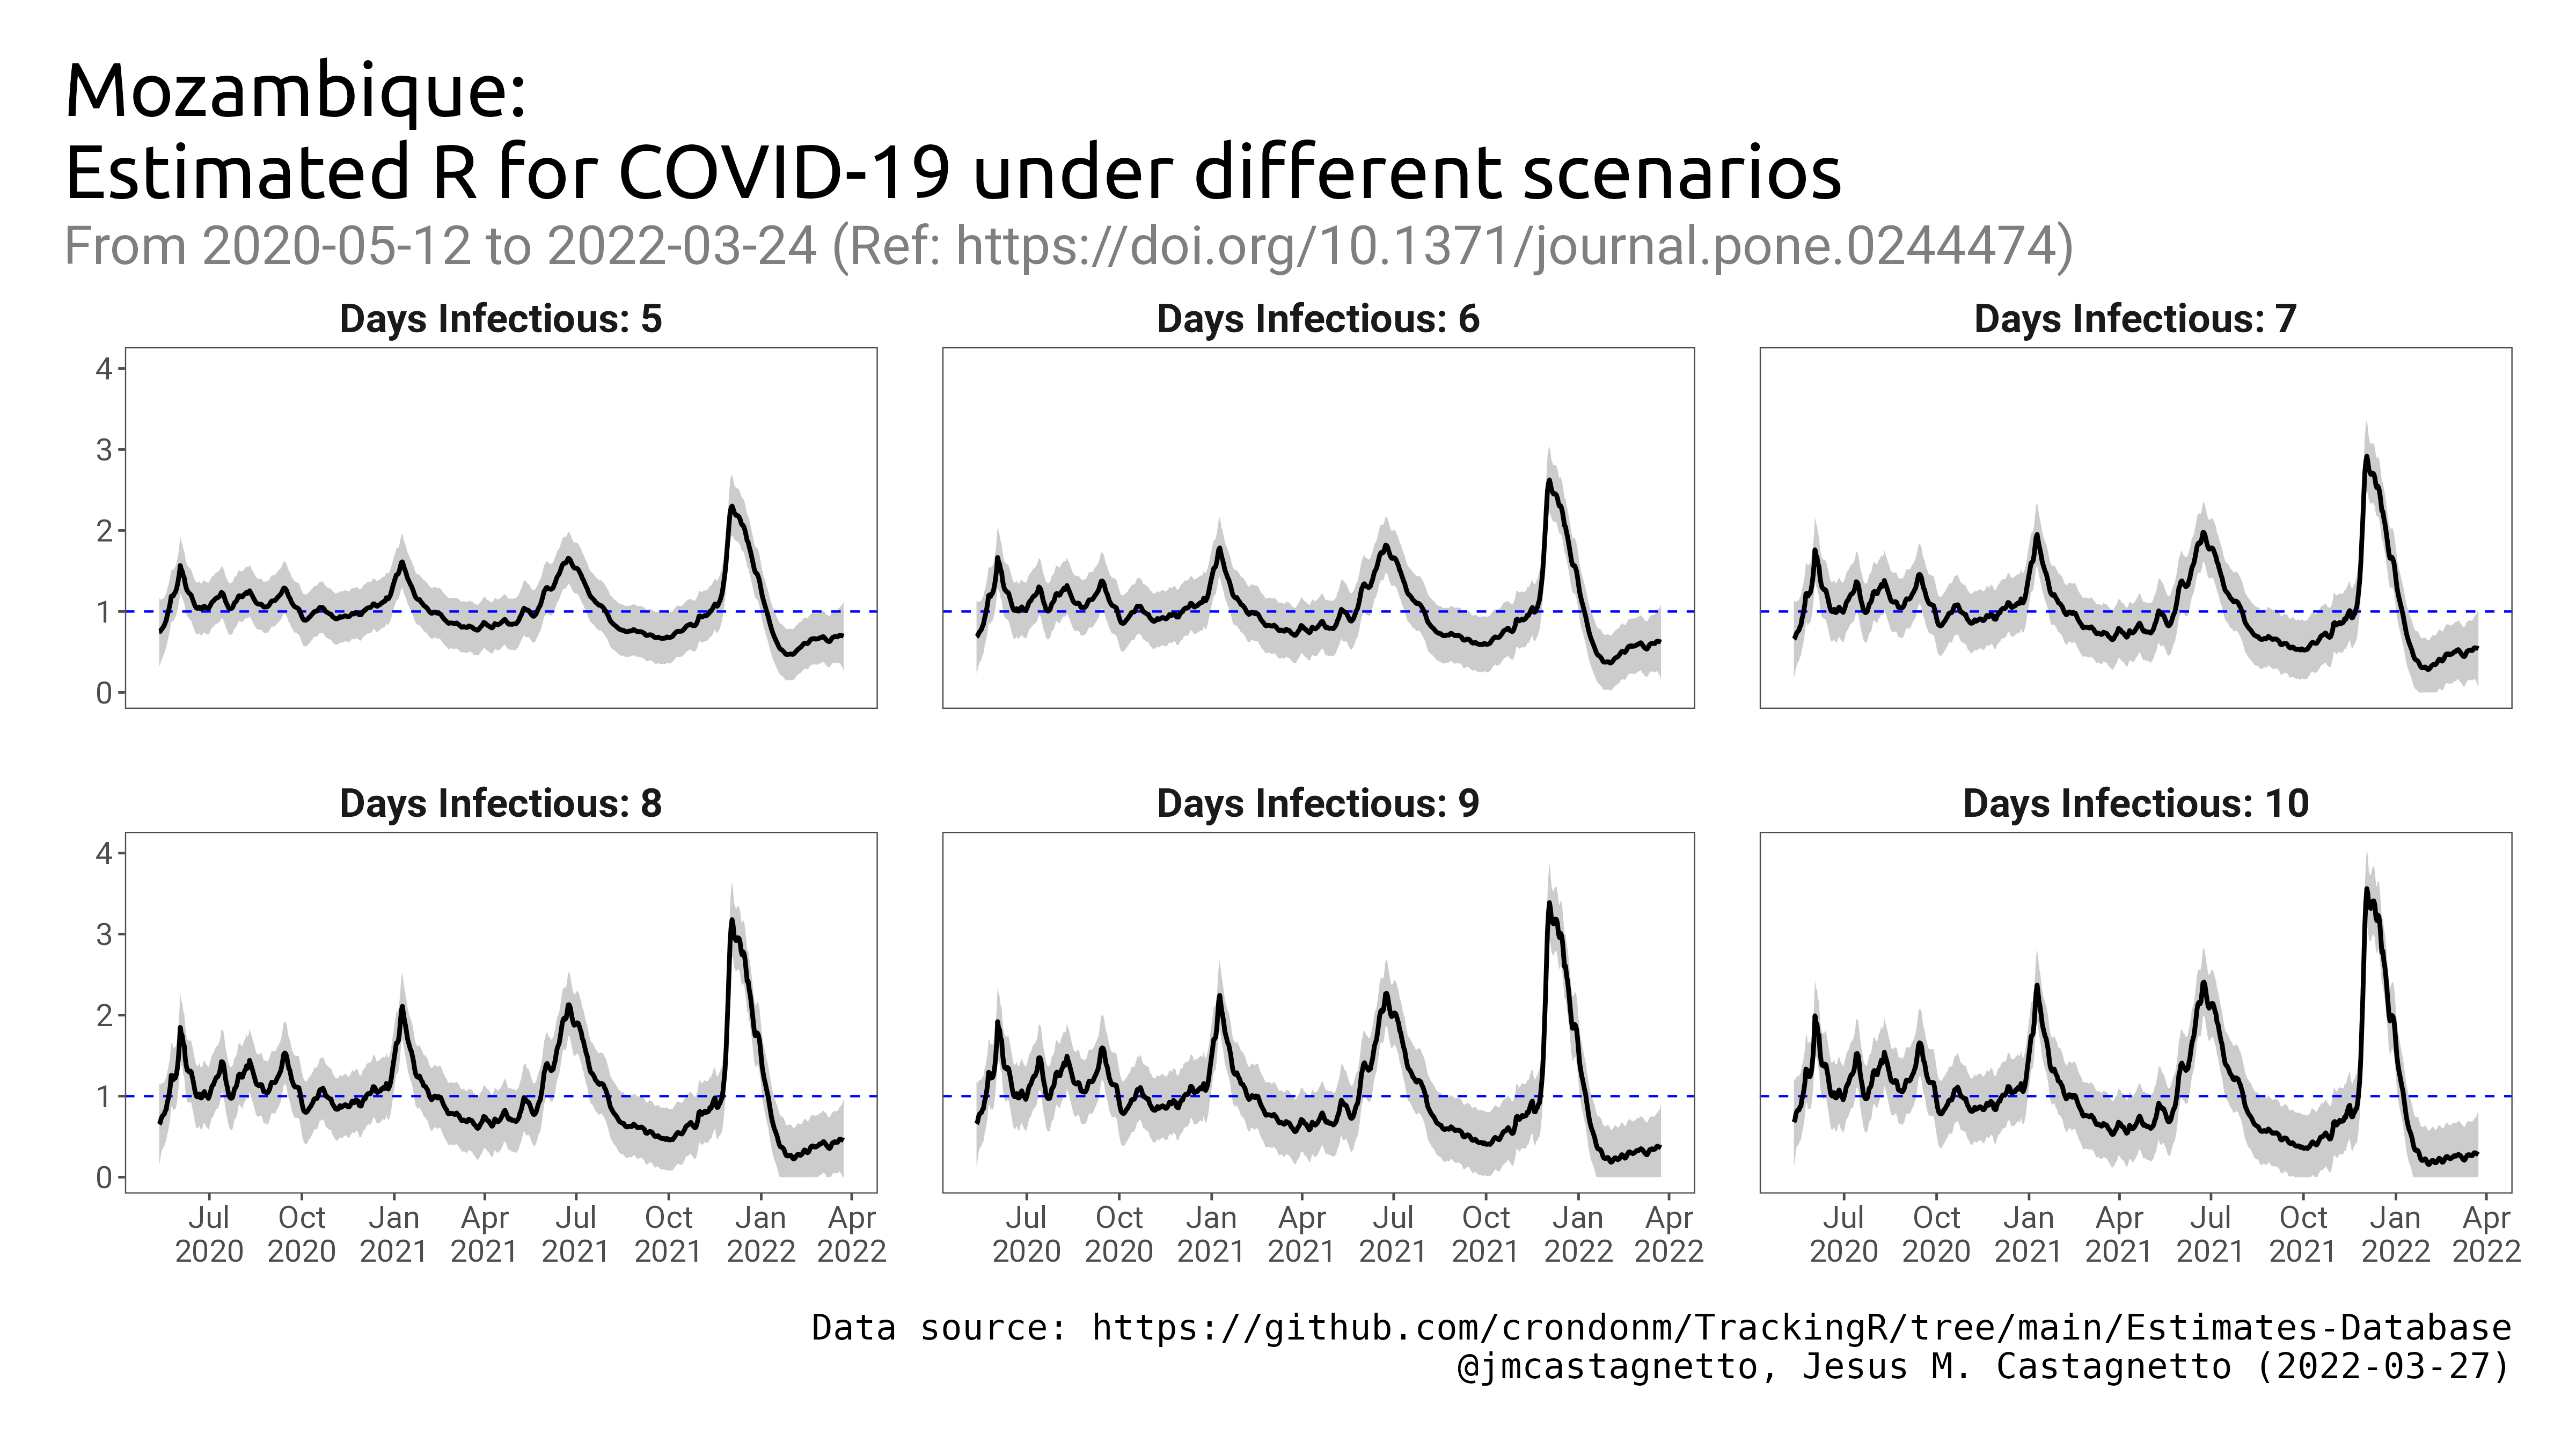 Mozambique:
Estimated R for COVID-19 under different scenarios
From 2020-05-12 to 2022-03-24 (Ref: https://doi.org/10.1371/journal.pone.0244474)
Days Infectious: 5
Days Infectious: 6
Days Infectious: 7
4
3
2
1
0
Days Infectious: 8
Days Infectious: 9
Days Infectious: 10
4
3
2
1
0
Jul Oct Jan Apr Jul Oct Jan Apr
2020 2020 2021 2021 2021 2021 2022 2022
Jul Oct Jan Apr Jul Oct Jan Apr
2020 2020 2021 2021 2021 2021 2022 2022
Jul Oct Jan Apr Jul Oct Jan Apr
2020 2020 2021 2021 2021 2021 2022 2022
Data source: https://github.com/crondonm/TrackingR/tree/main/Estimates-Database
@jmcastagnetto, Jesus M. Castagnetto (2022-03-27)